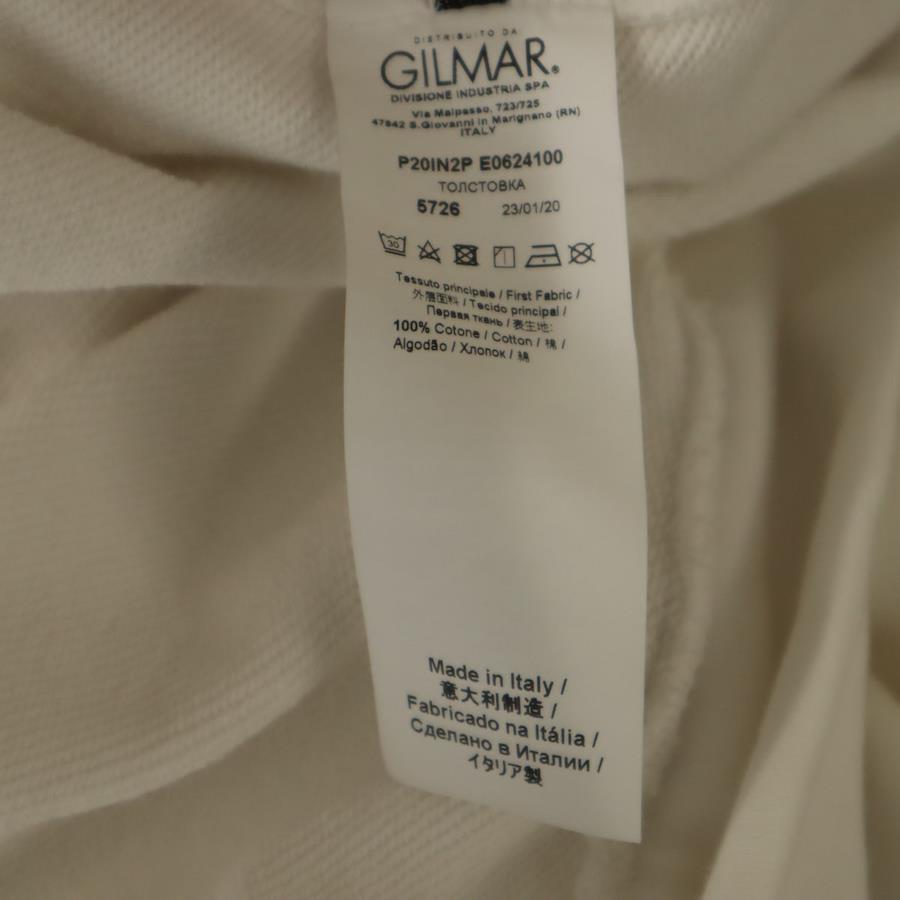 DISTRIBUITO DA:
GILMAR®
DIVISIONE INDUSTRIA SPA
Via Malpasso, 723/725
47842 S.Giovanni in Marignano (RN)
ITALY
P20IN2P E0624100
ТОЛСТОВКА
5726 23/01/20
30
Tessuto principale / First Fabric /
外层面料 / Tecido principal /
Первая ткань / 表生地:
100% Cotone / Cotton / 棉 /
Algodão / Хлопок / 綿
Made in Italy /
意大利制造 /
Fabricado na Itália /
Сделано в Италии /
イタリア製